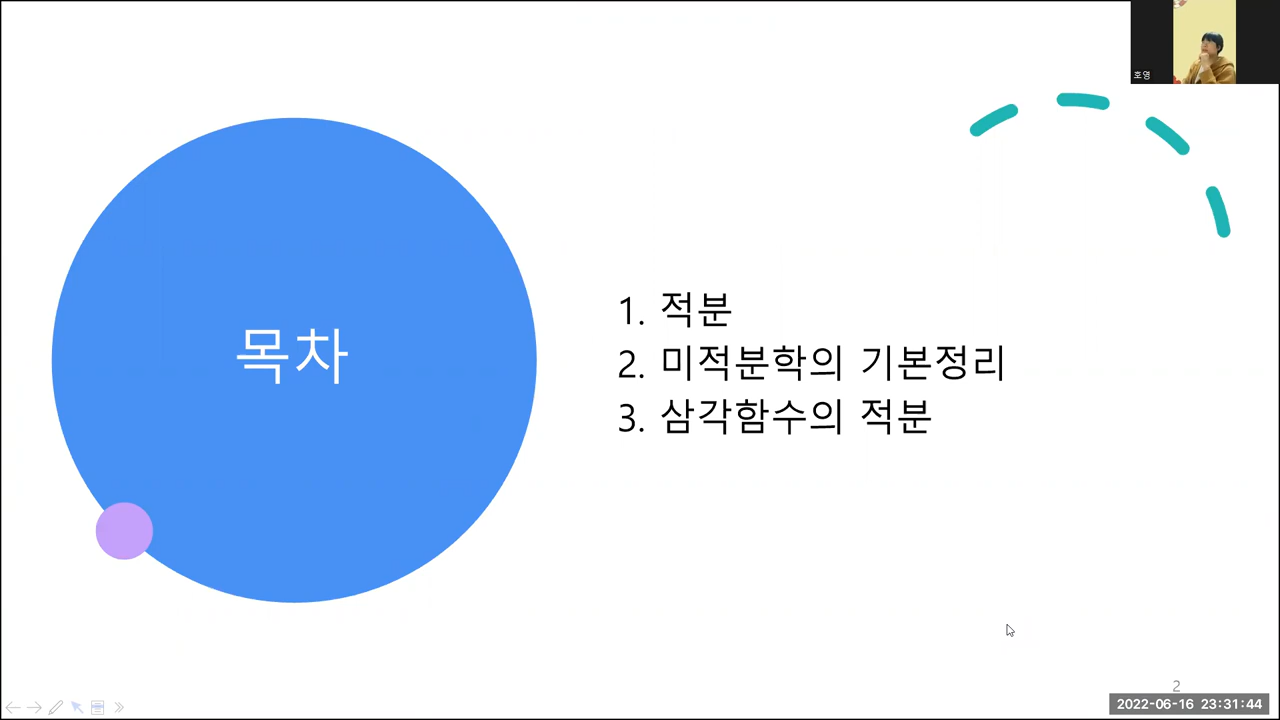 호영
목차
1. 적분
2. 미적분학의 기본정리
3. 삼각함수의 적분
2
2022-06-16 23:31:44